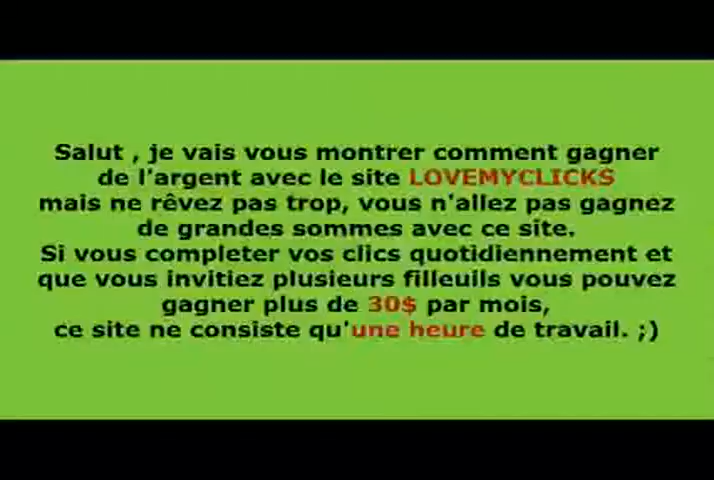 Salut , je vais vous montrer comment gagner
de l'argent avec le site LOVEMYCLICKS
mais ne rêvez pas trop, vous n'allez pas gagnez
de grandes sommes avec ce site.
Si vous completer vos clics quotidiennement et
que vous invitiez plusieurs filleuils vous pouvez
gagner plus de 30$ par mois,
ce site ne consiste qu'une heure de travail. ;)